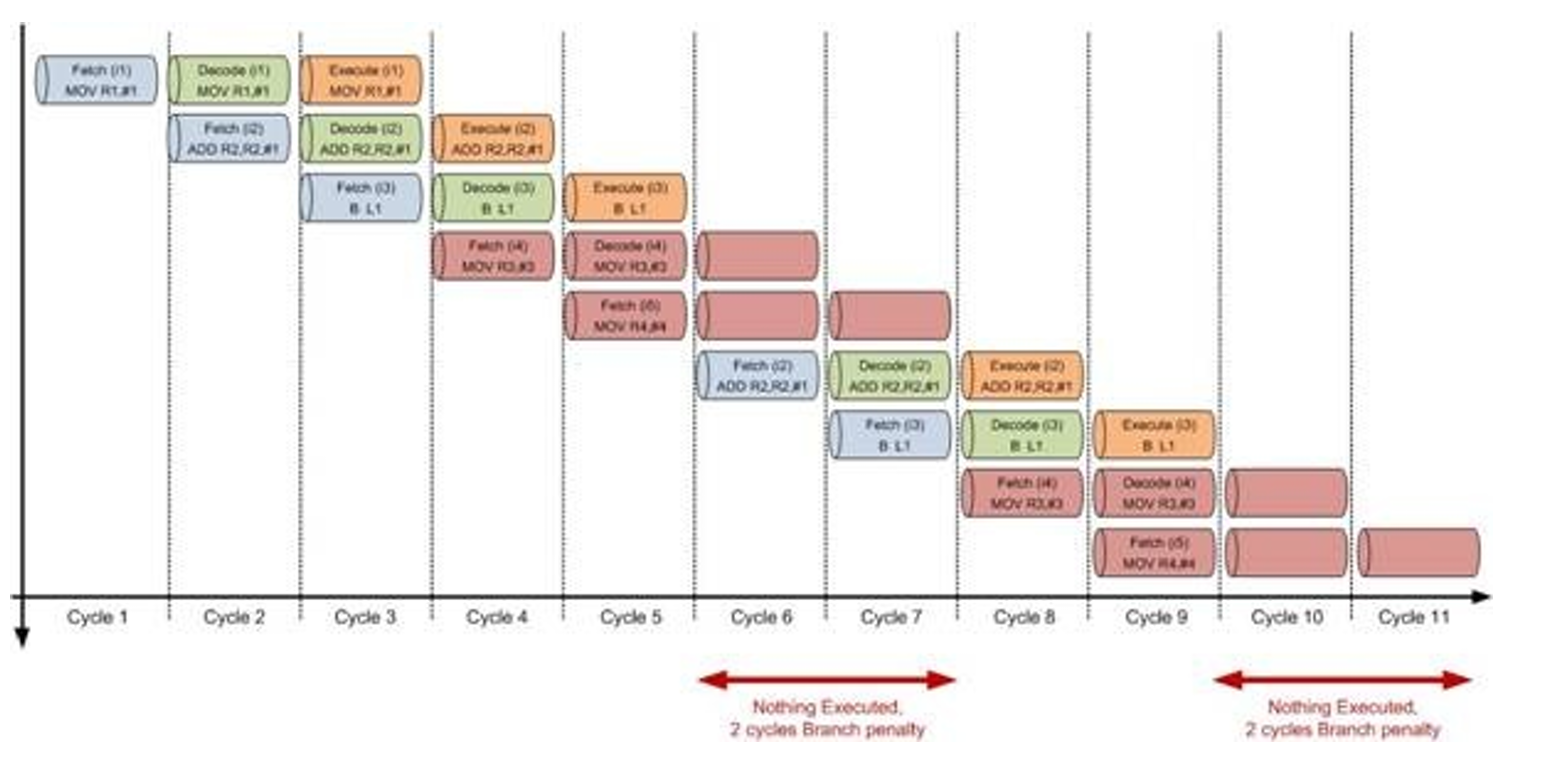 Fetch (i1)
MOV R1,#1
Decode (i1)
MOV R1,#1
Execute (i1)
MOV R1,#1
Fetch (i2)
ADD R2,R2,#1
Decode (i2)
ADD R2,R2,#1
Execute (i2)
ADD R2,R2,#1
Fetch (i3)
B L1
Decode (i3)
B L1
Execute (i3)
B L1
Fetch (i4)
MOV R3,#3
Decode (i4)
MOV R3,#3
Fetch (i5)
MOV R4,#4
Fetch (i2)
ADD R2,R2,#1
Decode (i2)
ADD R2,R2,#1
Execute (i2)
ADD R2,R2,#1
Fetch (i3)
B L1
Decode (i3)
B L1
Execute (i3)
B L1
Fetch (i4)
MOV R3,#3
Decode (i4)
MOV R3,#3
Fetch (i5)
MOV R4,#4
Cycle 1
Cycle 2
Cycle 3
Cycle 4
Cycle 5
Cycle 6
Cycle 7
Cycle 8
Cycle 9
Cycle 10
Cycle 11
Nothing Executed,
2 cycles Branch penalty
Nothing Executed,
2 cycles Branch penalty